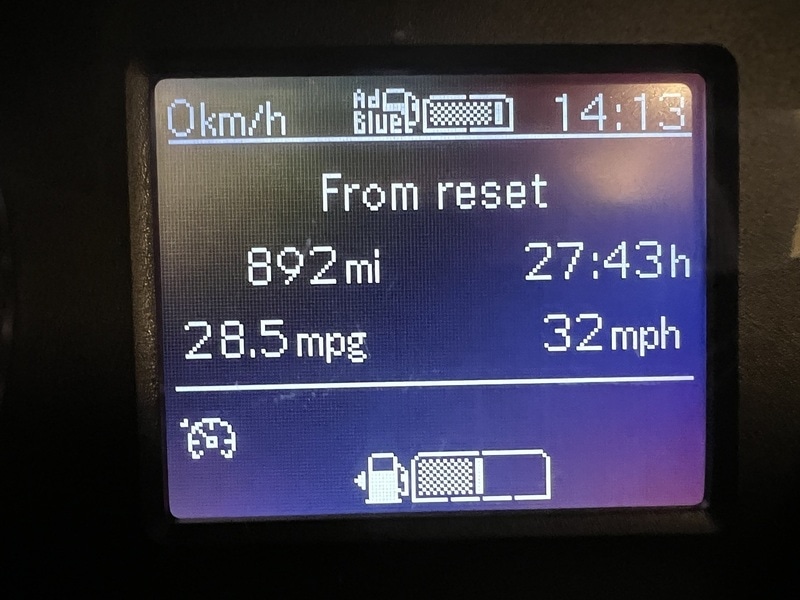 0km/h Ad Blue 14:13
From reset
892mi 27:43h
28.5mpg 32mph